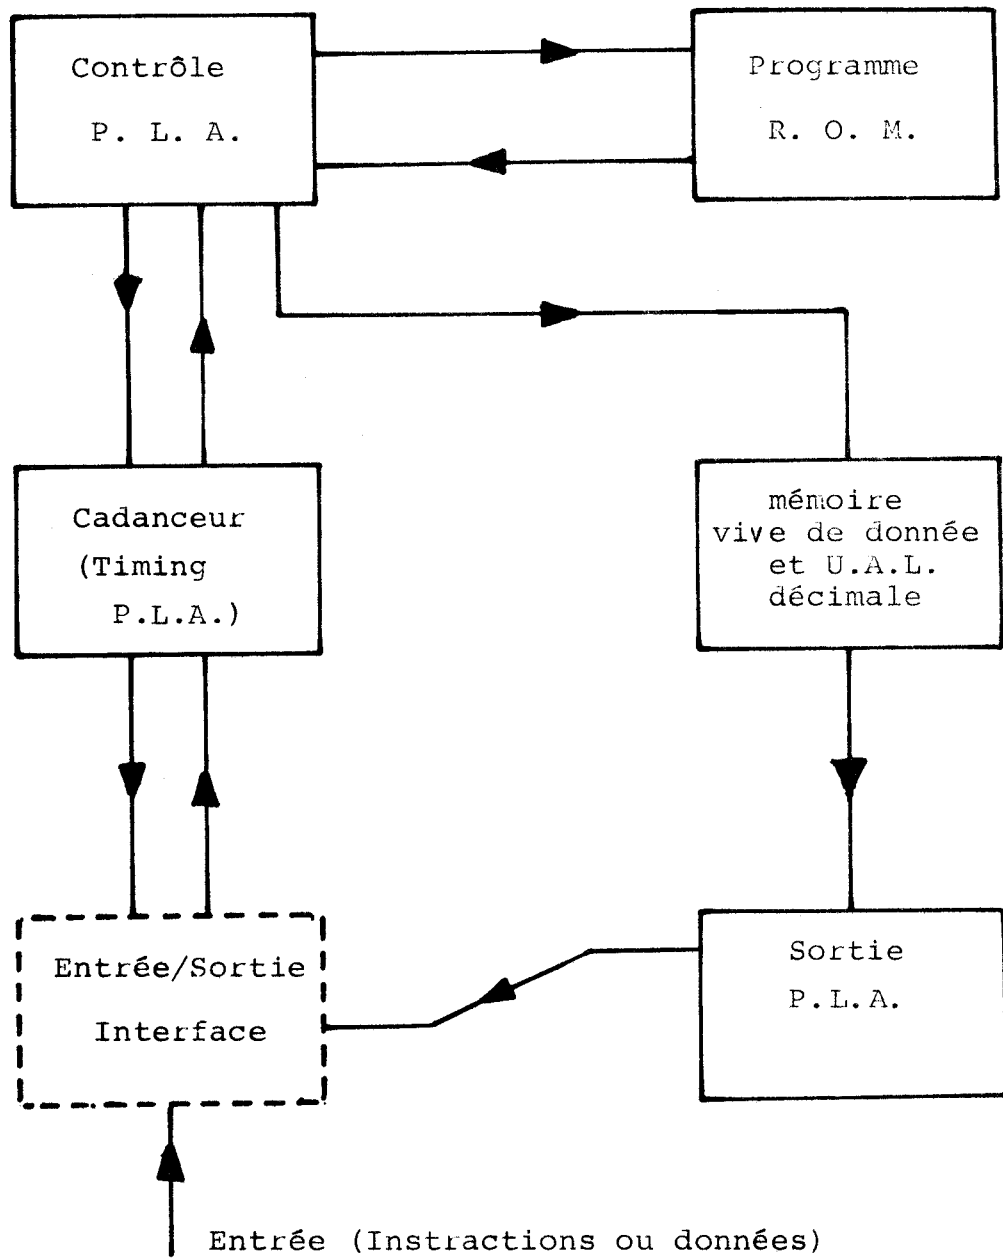 Contrôle
P. L. A.
Programme
R. O. M.
Cadanceur
(Timing
P.L.A.)
mémoire
vive de donnée
et U.A.L.
décimale
Entrée/Sortie
Interface
Sortie
P.L.A.
Entrée (Instractions ou données)